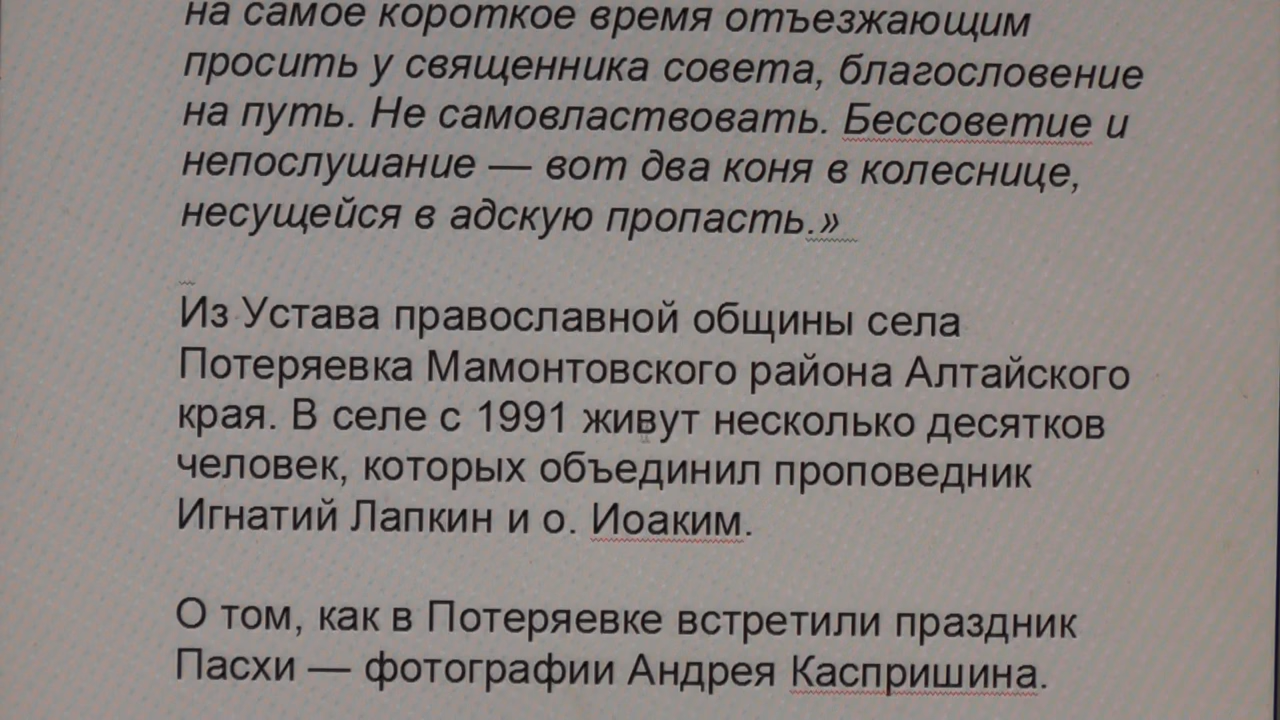 на самое короткое время отъезжающим
просить у священника совета, благословение
на путь. Не самовластвовать. Бессоветие и
непослушание — вот два коня в колеснице,
несущейся в адскую пропасть.»
Из Устава православной общины села
Потеряевка Мамонтовского района Алтайского
края. В селе с 1991 живут несколько десятков
человек, которых объединил проповедник
Игнатий Лапкин и о. Иоаким.
О том, как в Потеряевке встретили праздник
Пасхи — фотографии Андрея Каспришина.